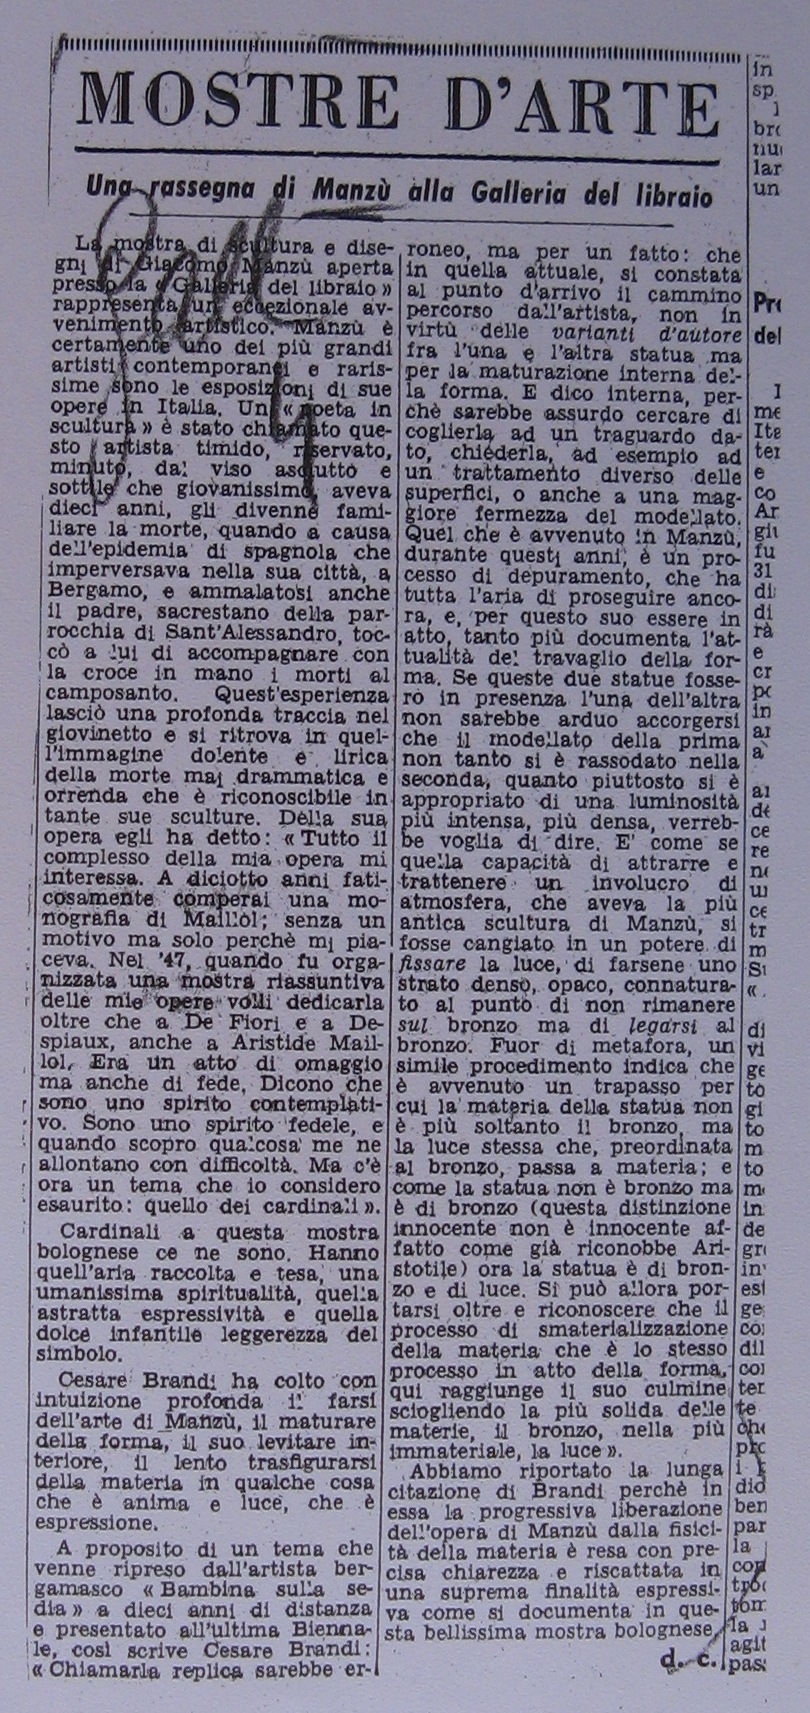 MOSTRE D'ARTE
Una rassegna di Manzù alla Galleria del libraio
La mostra di scultura e dise-
gni di Giacomo Manzù aperta
presso la « Galleria del libraio »
rappresenta un eccezionale av-
venimento artistico. Manzù è
certamente uno dei più grandi
artisti contemporanei e raris-
sime sono le esposizioni di sue
opere in Italia. Un « poeta in
scultura » è stato chiamato que-
sto artista timido, riservato,
minuto, dal viso asciutto e
sottile che giovanissimo, aveva
dieci anni, gli divenne fami-
liare la morte, quando a causa
dell'epidemia di spagnola che
imperversava nella sua città, a
Bergamo, e ammalatosi anche
il padre, sacrestano della par-
rocchia di Sant'Alessandro, toc-
cò a lui di accompagnare con
la croce in mano i morti al
camposanto. Quest'esperienza
lasciò una profonda traccia nel
giovinetto e si ritrova in quel-
l'immagine dolente e lirica
della morte mai drammatica e
orrenda che è riconoscibile in
tante sue sculture. Della sua
opera egli ha detto: « Tutto il
complesso della mia opera mi
interessa. A diciotto anni fati-
cosamente comperai una mo-
nografia di Maillòl; senza un
motivo ma solo perchè mi pia-
ceva. Nel '47, quando fu orga-
nizzata una mostra riassuntiva
delle mie opere volli dedicarla
oltre che a De Fiori e a De-
spiaux, anche a Aristide Mail-
lol. Era un atto di omaggio
ma anche di fede. Dicono che
sono uno spirito contemplati-
vo. Sono uno spirito fedele, e
quando scopro qualcosa me ne
allontano con difficoltà. Ma c'è
ora un tema che io considero
esaurito: quello dei cardinali ».
Cardinali a questa mostra
bolognese ce ne sono. Hanno
quell'aria raccolta e tesa, una
umanissima spiritualità, quella
astratta espressività e quella
dolce infantile leggerezza del
simbolo.
Cesare Brandi ha colto con
intuizione profonda il farsi
dell'arte di Manzù, il maturare
della forma, il suo levitare in-
teriore, il lento trasfigurarsi
della materia in qualche cosa
che è anima e luce, che è
espressione.
A proposito di un tema che
venne ripreso dall'artista ber-
gamasco « Bambina sulla se-
dia » a dieci anni di distanza
e presentato all'ultima Bienna-
le, così scrive Cesare Brandi:
« Chiamarla replica sarebbe er-
roneo, ma per un fatto: che
in quella attuale, si constata
al punto d'arrivo il cammino
percorso dall'artista, non in
virtù delle varianti d'autore
fra l'una e l'altra statua ma
per la maturazione interna del-
la forma. E dico interna, per-
chè sarebbe assurdo cercare di
coglierla ad un traguardo da-
to, chiederla, ad esempio ad
un trattamento diverso delle
superfici, o anche a una mag-
giore fermezza del modellato.
Quel che è avvenuto in Manzù,
durante questi anni, è un pro-
cesso di depuramento, che ha
tutta l'aria di proseguire anco-
ra, e, per questo suo essere in
atto, tanto più documenta l'at-
tualità del travaglio della for-
ma. Se queste due statue fosse-
ro in presenza l'una dell'altra
non sarebbe arduo accorgersi
che il modellato della prima
non tanto si è rassodato nella
seconda, quanto piuttosto si è
appropriato di una luminosità
più intensa, più densa, verreb-
be voglia di dire. E' come se
quella capacità di attrarre e
trattenere un involucro di
atmosfera, che aveva la più
antica scultura di Manzù, si
fosse cangiato in un potere di
fissare la luce, di farsene uno
strato denso, opaco, connatura-
to al punto di non rimanere
sul bronzo ma di legarsi al
bronzo. Fuor di metafora, un
simile procedimento indica che
è avvenuto un trapasso per
cui la materia della statua non
è più soltanto il bronzo, ma
la luce stessa che, preordinata
al bronzo, passa a materia; e
come la statua non è bronzo ma
è di bronzo (questa distinzione
innocente non è innocente af-
fatto come già riconobbe Ari-
stotile) ora la statua è di bron-
zo e di luce. Si può allora por-
tarsi oltre e riconoscere che il
processo di smaterializzazione
della materia che è lo stesso
processo in atto della forma,
qui raggiunge il suo culmine
sciogliendo la più solida delle
materie, il bronzo, nella più
immateriale, la luce ».
Abbiamo riportato la lunga
citazione di Brandi perchè in
essa la progressiva liberazione
dell'opera di Manzù dalla fisici-
tà della materia è resa con pre-
cisa chiarezza e riscattata in
una suprema finalità espressi-
va come si documenta in que-
sta bellissima mostra bolognese.
d. c.